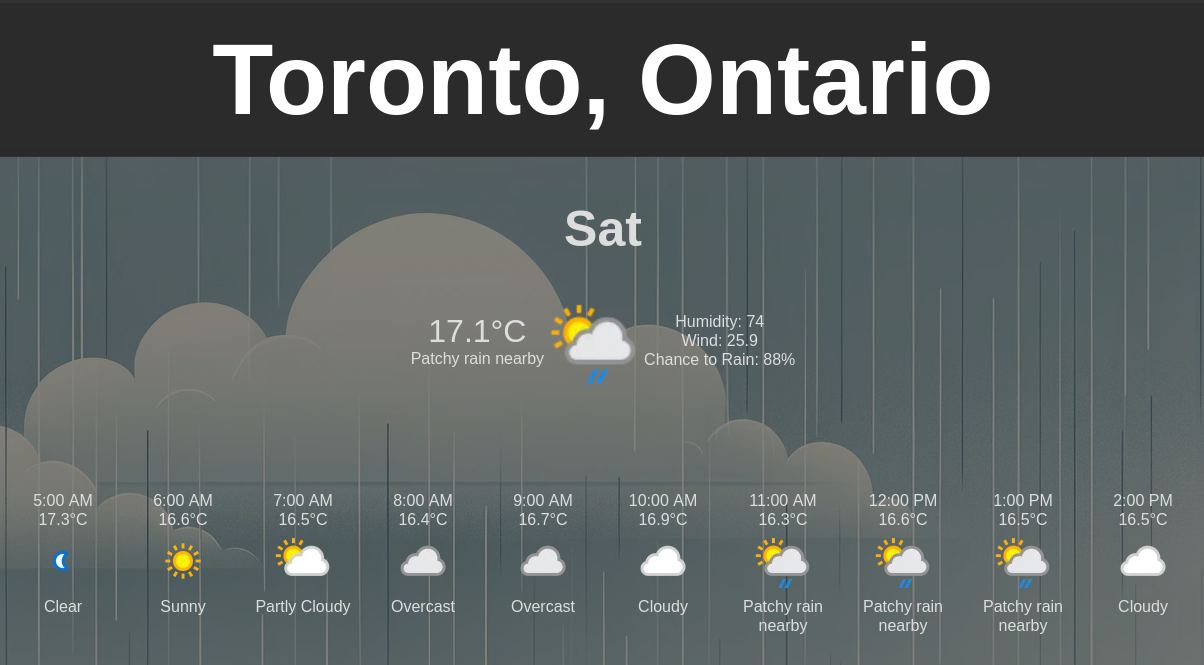 Toronto, Ontario
Sat
17.1°C
Patchy rain nearby
Humidity: 74
Wind: 25.9
Chance to Rain: 88%
5:00 AM
17.3°C
Clear
6:00 AM
16.6°C
Sunny
7:00 AM
16.5°C
Partly Cloudy
8:00 AM
16.4°C
Overcast
9:00 AM
16.7°C
Overcast
10:00 AM
16.9°C
Cloudy
11:00 AM
16.3°C
Patchy rain
nearby
12:00 PM
16.6°C
Patchy rain
nearby
1:00 PM
16.5°C
Patchy rain
nearby
2:00 PM
16.5°C
Cloudy